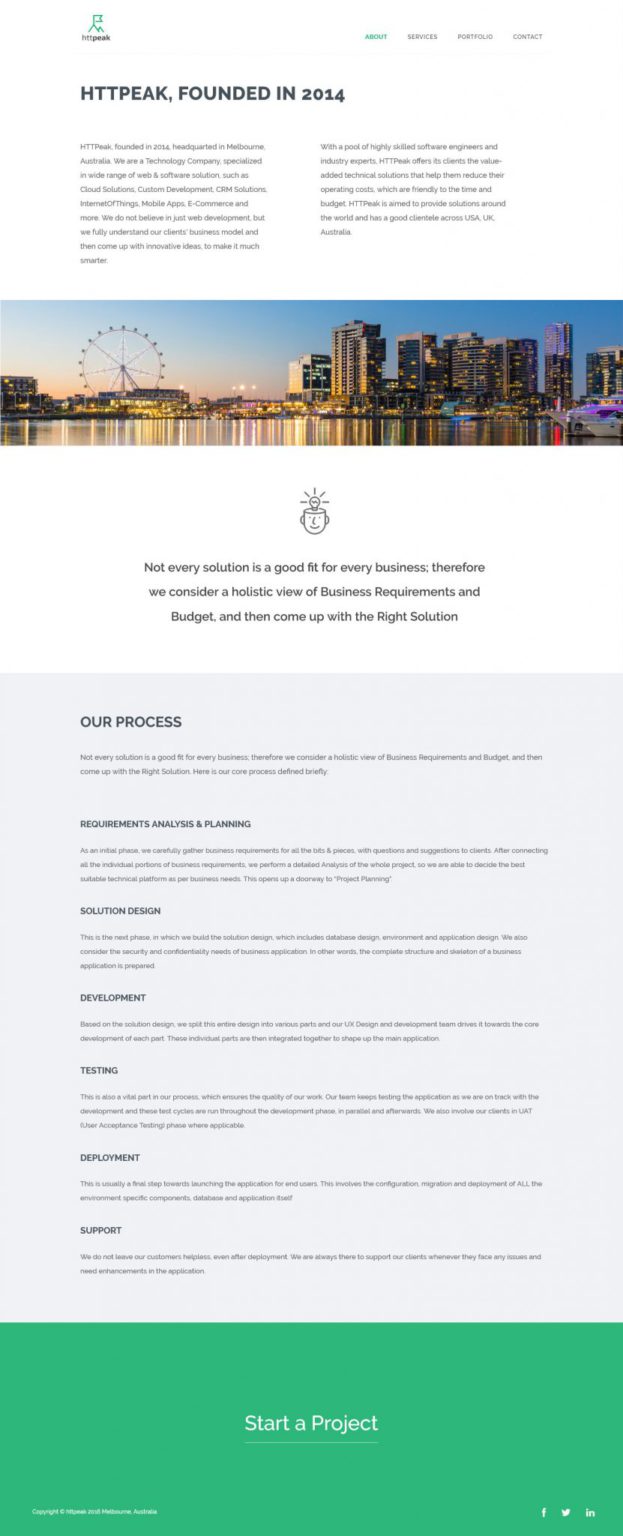 httpeak
ABOUT SERVICES PORTFOLIO CONTACT
HTTPEAK, FOUNDED IN 2014
HTTPeak, founded in 2014, headquarted in Melbourne,
Australia. We are a Technology Company, specialized
in wide range of web & software solution, such as
Cloud Solutions, Custom Development, CRM Solutions,
InternetOfThings, Mobile Apps, E-Commerce and
more. We do not believe in just web development, but
we fully understand our clients' business model and
then come up with innovative ideas, to make it much
smarter.
With a pool of highly skilled software engineers and
industry experts, HTTPeak offers its clients the value-
added technical solutions that help them reduce their
operating costs, which are friendly to the time and
budget. HTTPeak is aimed to provide solutions around
the world and has a good clientele across USA, UK,
Australia.
Not every solution is a good fit for every business; therefore
we consider a holistic view of Business Requirements and
Budget, and then come up with the Right Solution
OUR PROCESS
Not every solution is a good fit for every business; therefore we consider a holistic view of Business Requirements and Budget, and then
come up with the Right Solution. Here is our core process defined briefly:
REQUIREMENTS ANALYSIS & PLANNING
As an initial phase, we carefully gather business requirements for all the bits & pieces, with questions and suggestions to clients. After connecting
all the individual portions of business requirements, we perform a detailed Analysis of the whole project, so we are able to decide the best
suitable technical platform as per business needs. This opens up a doorway to "Project Planning".
SOLUTION DESIGN
This is the next phase, in which we build the solution design, which includes database design, environment and application design. We also
consider the security and confidentiality needs of business application. In other words, the complete structure and skeleton of a business
application is prepared.
DEVELOPMENT
Based on the solution design, we split this entire design into various parts and our UX Design and development team drives it towards the core
development of each part. These individual parts are then integrated together to shape up the main application.
TESTING
This is also a vital part in our process, which ensures the quality of our work. Our team keeps testing the application as we are on track with the
development and these test cycles are run throughout the development phase, in parallel and afterwards. We also involve our clients in UAT
(User Acceptance Testing) phase where applicable.
DEPLOYMENT
This is usually a final step towards launching the application for end users. This involves the configuration, migration and deployment of ALL the
environment specific components, database and application itself
SUPPORT
We do not leave our customers helpless, even after deployment. We are always there to support our clients whenever they face any issues and
need enhancements in the application.
Start a Project
Copyright © httpeak 2016 Melbourne, Australia